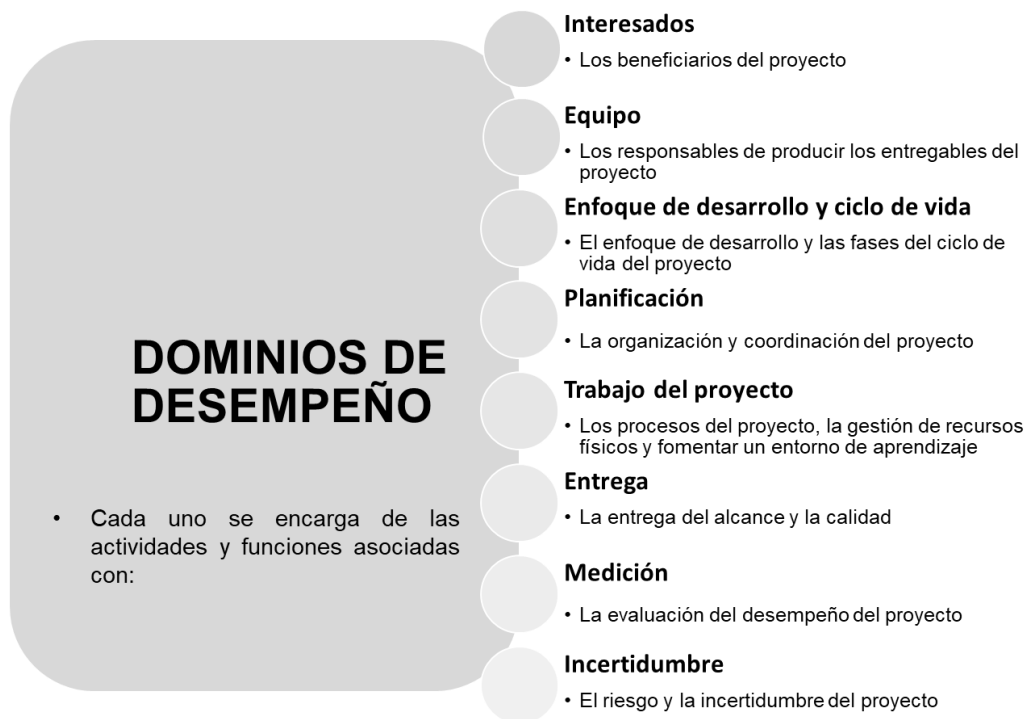 DOMINIOS DE
DESEMPEÑO
• Cada uno se encarga de las
actividades y funciones asociadas
con:
Interesados
• Los beneficiarios del proyecto
Equipo
• Los responsables de producir los entregables del
proyecto
Enfoque de desarrollo y ciclo de vida
• El enfoque de desarrollo y las fases del ciclo de
vida del proyecto
Planificación
• La organización y coordinación del proyecto
Trabajo del proyecto
• Los procesos del proyecto, la gestión de recursos
físicos y fomentar un entorno de aprendizaje
Entrega
• La entrega del alcance y la calidad
Medición
• La evaluación del desempeño del proyecto
Incertidumbre
• El riesgo y la incertidumbre del proyecto